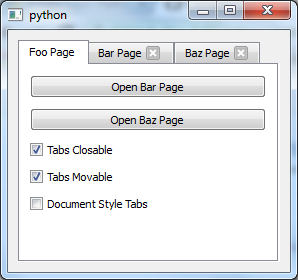 python
Foo Page Bar Page Baz Page
Open Bar Page
Open Baz Page
Tabs Closable
Tabs Movable
Document Style Tabs